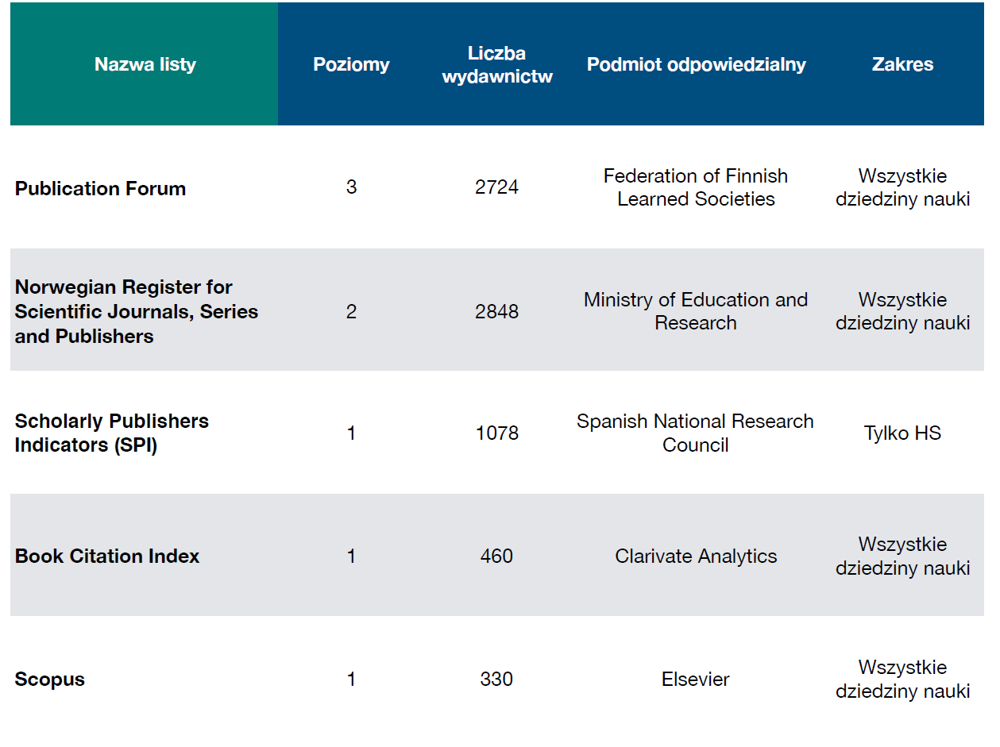 Nazwa listy
Poziomy
Liczba
wydawnictw
Podmiot odpowiedzialny
Zakres
Publication Forum
3
2724
Federation of Finnish
Learned Societies
Wszystkie
dziedziny nauki
Norwegian Register for
Scientific Journals, Series
and Publishers
2
2848
Ministry of Education and
Research
Wszystkie
dziedziny nauki
Scholarly Publishers
Indicators (SPI)
1
1078
Spanish National Research
Council
Tylko HS
Book Citation Index
1
460
Clarivate Analytics
Wszystkie
dziedziny nauki
Scopus
1
330
Elsevier
Wszystkie
dziedziny nauki